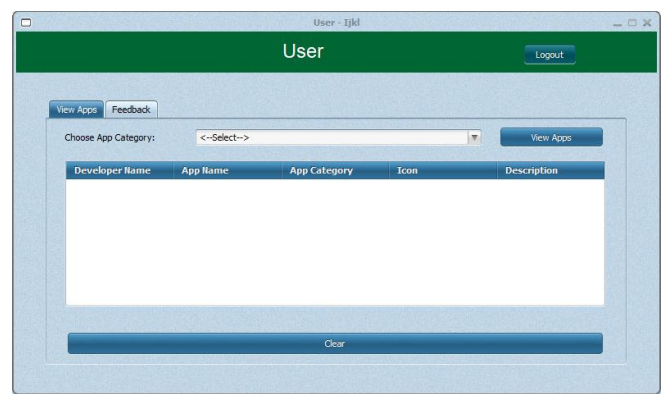 User - Ijkl
User
Logout
View Apps Feedback
Choose App Category: <--Select--> View Apps
Developer Name App Name App Category Icon Description
Clear